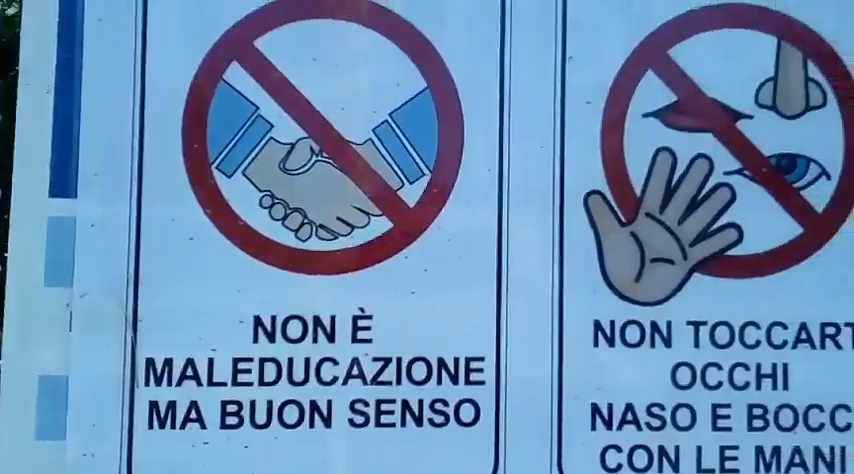 NON È
MALEDUCAZIONE
MA BUON SENSO
NON TOCCART
OCCHI
NASO E BOCC
CON LE MANI